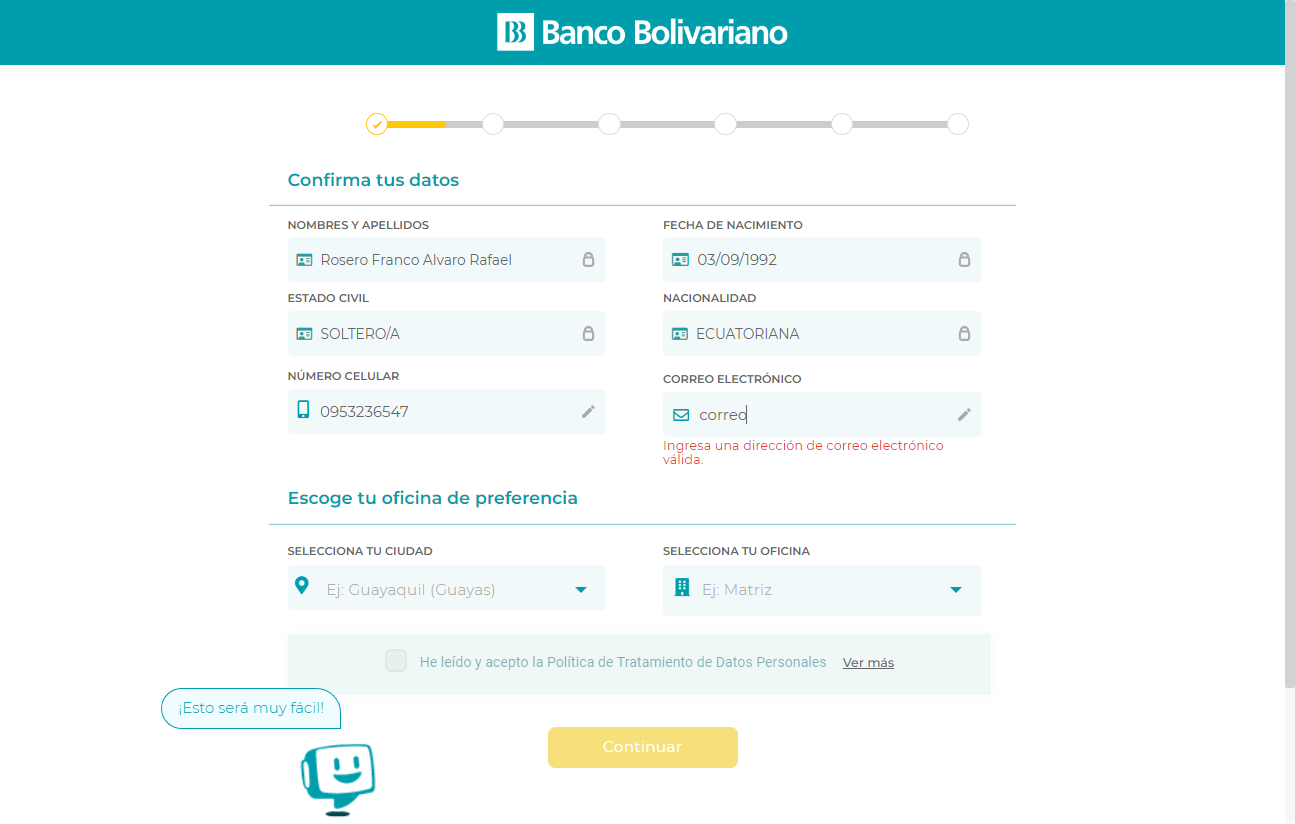 Banco Bolivariano
Confirma tus datos
NOMBRES Y APELLIDOS
Rosero Franco Alvaro Rafael
FECHA DE NACIMIENTO
03/09/1992
ESTADO CIVIL
SOLTERO/A
NACIONALIDAD
ECUATORIANA
NÚMERO CELULAR
0953236547
CORREO ELECTRÓNICO
correo
Ingresa una dirección de correo electrónico
válida.
Escoge tu oficina de preferencia
SELECCIONA TU CIUDAD
Ej: Guayaquil (Guayas)
SELECCIONA TU OFICINA
Ej: Matriz
He leído y acepto la Política de Tratamiento de Datos Personales Ver más
¡Esto será muy fácil!
Continuar